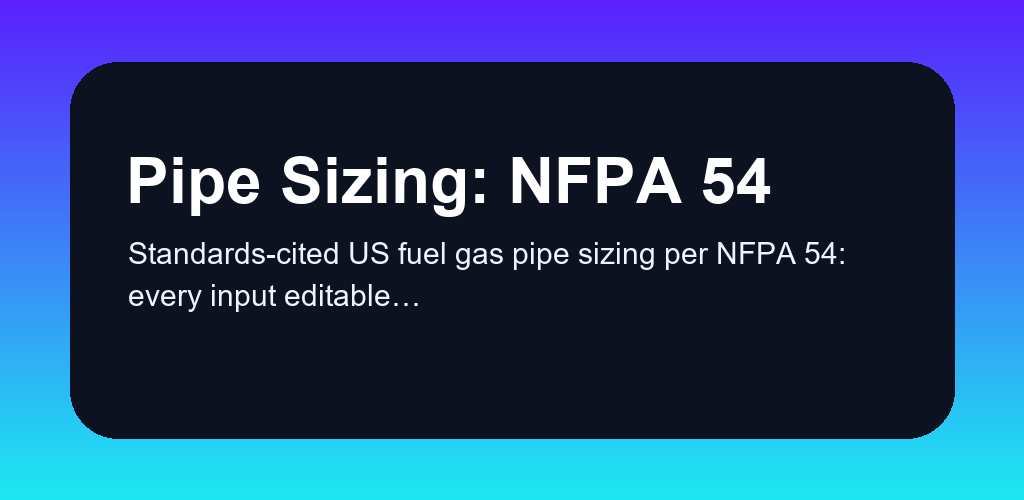 Pipe Sizing: NFPA 54
Standards-cited US fuel gas pipe sizing per NFPA 54:
every input editable…